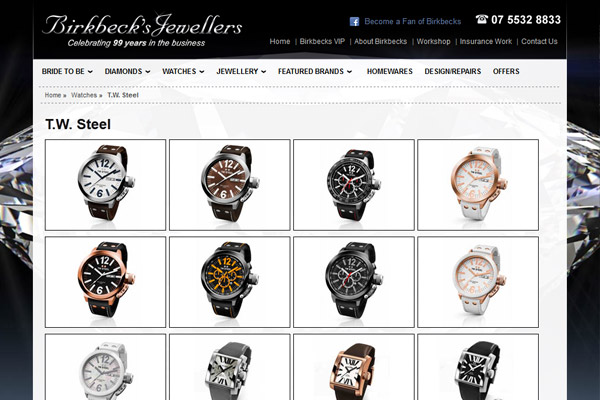 Birkbeck's Jewellers
Celebrating 99 years in the business
Become a Fan of Birkbecks
07 5532 8833
Home | Birkbecks VIP | About Birkbecks | Workshop | Insurance Work | Contact Us
BRIDE TO BE DIAMONDS WATCHES JEWELLERY FEATURED BRANDS HOMEWARES DESIGN/REPAIRS OFFERS
Home » Watches » T.W. Steel
T.W. Steel